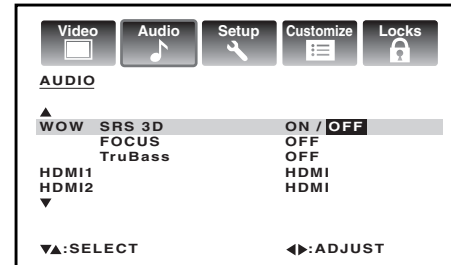 Video Audio Setup Customize Locks
AUDIO
▲
WOW SRS 3D ON / OFF
FOCUS OFF
TruBass OFF
HDMI1 HDMI
HDMI2 HDMI
▼
▼▲:SELECT ◀▶:ADJUST